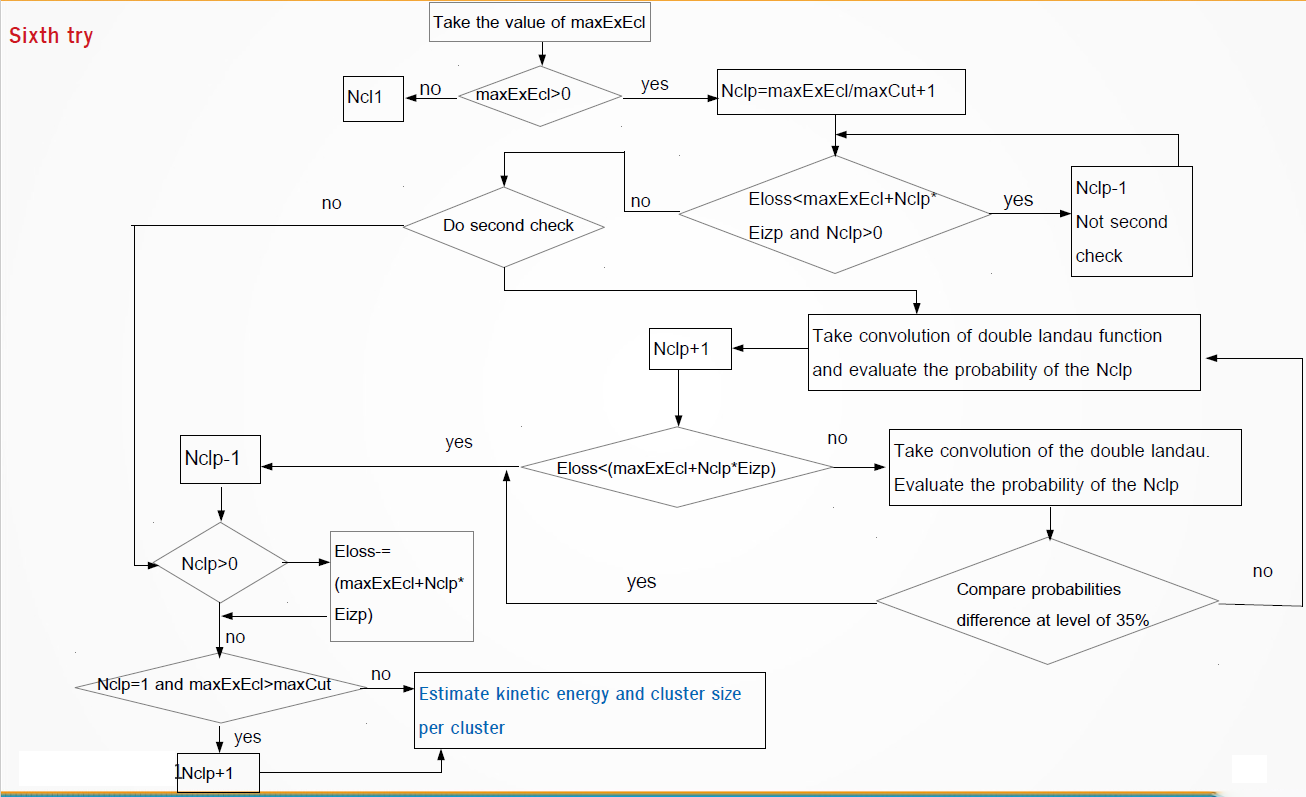 Sixth try
Take the value of maxExEcl
maxExEcl>0
no
Ncl1
yes
Nclp=maxExEcl/maxCut+1
Eloss<maxExEcl+Nclp*
Eizp and Nclp>0
yes
Nclp-1
Not second
check
no
Do second check
no
Take convolution of double landau function
and evaluate the probability of the Nclp
Nclp+1
Eloss<(maxExEcl+Nclp*Eizp)
no
Take convolution of the double landau.
Evaluate the probability of the Nclp
Compare probabilities
difference at level of 35%
no
yes
yes
Nclp-1
Nclp>0
Eloss-=
(maxExEcl+Nclp*
Eizp)
no
Nclp=1 and maxExEcl>maxCut
no
Estimate kinetic energy and cluster size
per cluster
yes
1
Nclp+1